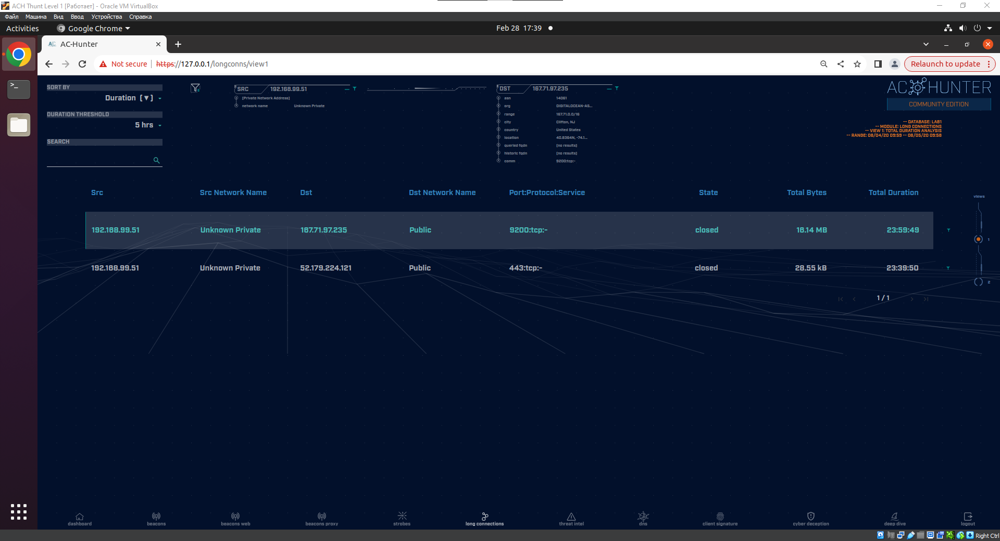 ACH Thunt Level 1 [Работает] - Oracle VM VirtualBox
Файл Машина Вид Ввод Устройства Справка
Activities Google Chrome Feb 28 17:39
AC-Hunter
Not secure https://127.0.0.1/longconns/view1 Relaunch to update
SORT BY
Duration [▼]
DURATION THRESHOLD
5 hrs
SEARCH
SRC 192.168.99.51
[Private Network Address]
network name Unknown Private
DST 167.71.97.235
asn 14061
org DIGITALOCEAN-AS...
range 167.71.0.0/16
city Clifton, NJ
country United States
location 40.8364N, -74.1...
queried fqdn [no results]
historic fqdn [no results]
comm 9200:tcp:-
AC HUNTER
COMMUNITY EDITION
-- DATABASE: LAB1
-- MODULE: LONG CONNECTIONS
-- VIEW 1: TOTAL DURATION ANALYSIS
-- RANGE: 06/04/20 09:59 -- 06/05/20 09:58
Src Src Network Name Dst Dst Network Name Port:Protocol:Service State Total Bytes Total Duration
192.168.99.51 Unknown Private 167.71.97.235 Public 9200:tcp:- closed 16.14 MB 23:59:49
192.168.99.51 Unknown Private 52.179.224.121 Public 443:tcp:- closed 28.55 kB 23:39:50
views
1
2
1 / 1
dashboard beacons beacons web beacons proxy strobes long connections threat intel dns client signature cyber deception deep dive logout
Right Ctrl